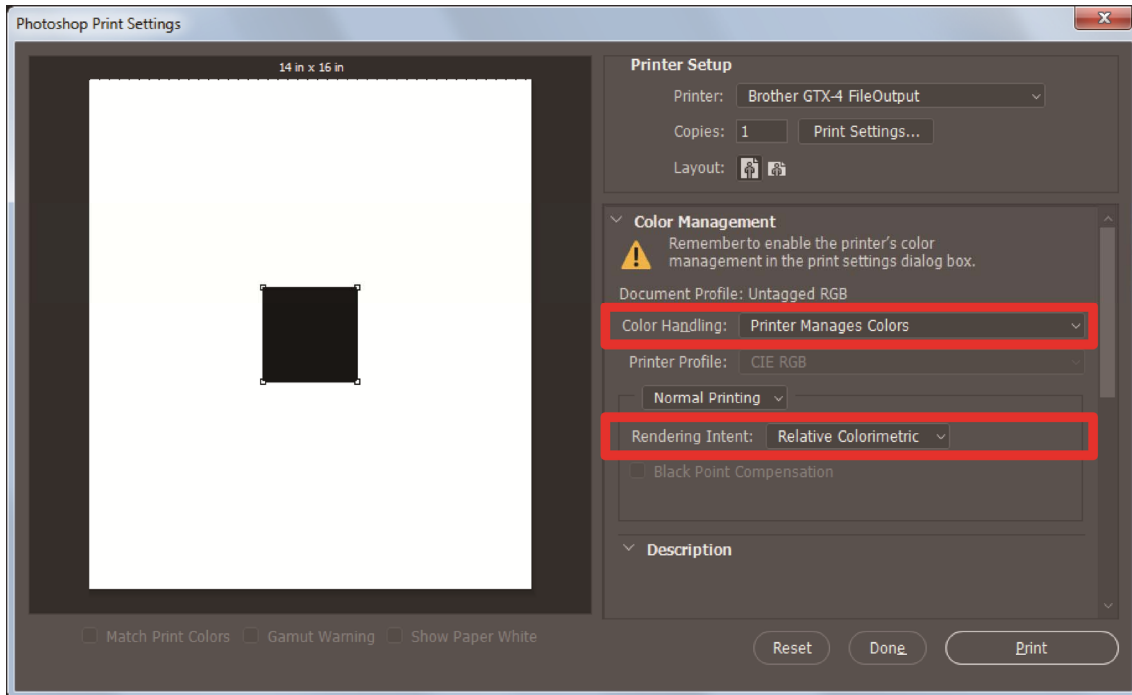 Photoshop Print Settings
14 in x 16 in
Printer Setup
Printer: Brother GTX-4 FileOutput
Copies: 1 Print Settings...
Layout:
Color Management
Rememberto enable the printer's color
management in the print settings dialog box.
Document Profile: Untagged RGB
Color Handling: Printer Manages Colors
Printer Profile: CIE RGB
Normal Printing
Rendering Intent: Relative Colorimetric
Black Point Compensation
Description
Match Print Colors Gamut Warning Show Paper White
Reset Done Print